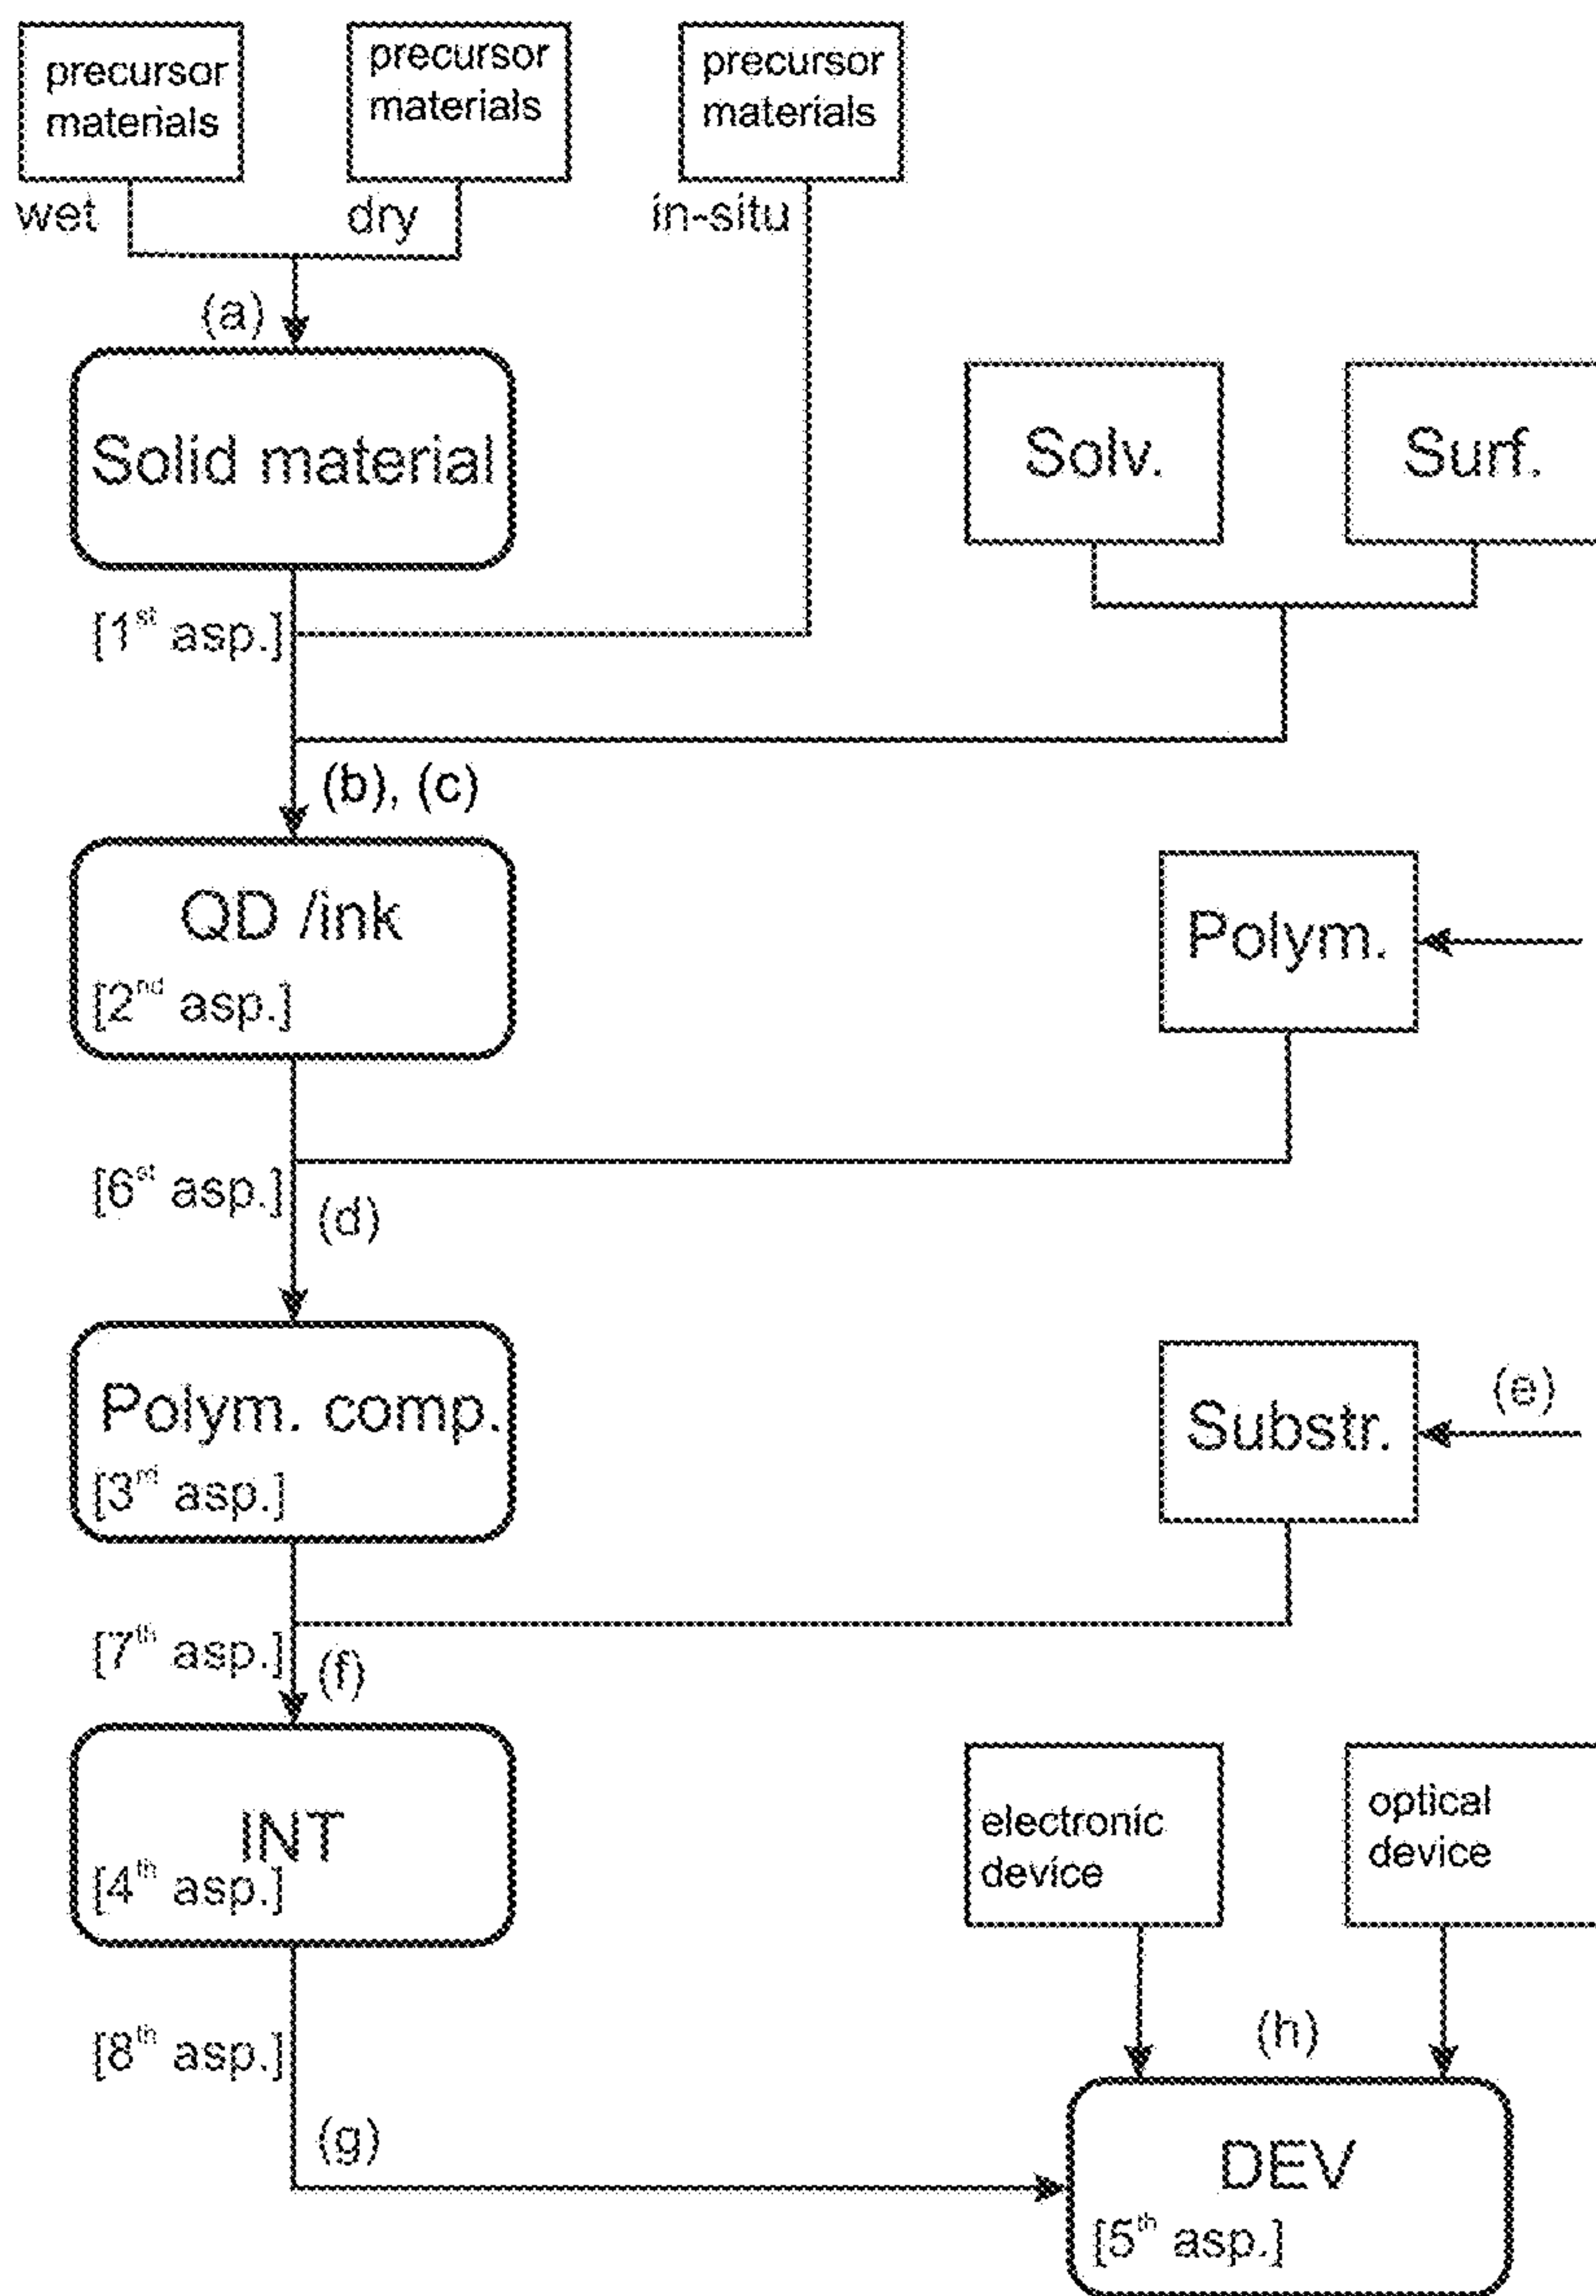 precursor
materials
precursor
materials
precursor
materials
wet
dry
in-situ
(a)
Solid material
Solv.
Surf.
[1st asp.]
(b), (c)
QD /ink
[2nd asp.]
Polym.
[6st asp.]
(d)
Polym. comp.
[3rd asp.]
Substr.
(e)
[7th asp.]
(f)
INT
[4th asp.]
electronic
device
optical
device
[8th asp.]
(h)
(g)
DEV
[5th asp.]